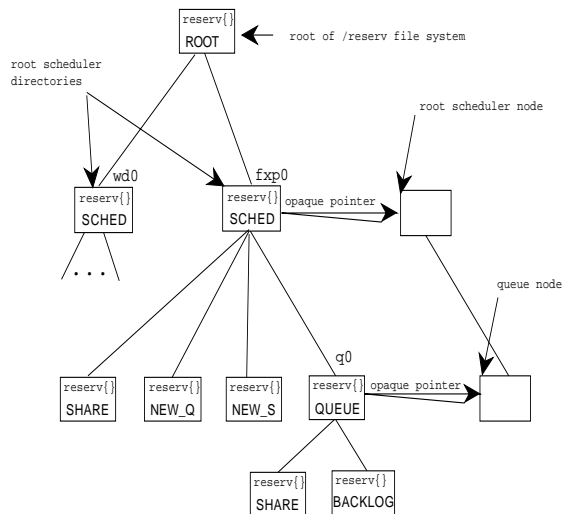 reserv{}
ROOT
root of /reserv file system
root scheduler
directories
root scheduler node
wd0
fxp0
reserv{}
SCHED
reserv{}
SCHED
opaque pointer
...
queue node
q0
reserv{}
SHARE
reserv{}
NEW_Q
reserv{}
NEW_S
reserv{}
QUEUE
opaque pointer
reserv{}
SHARE
reserv{}
BACKLOG